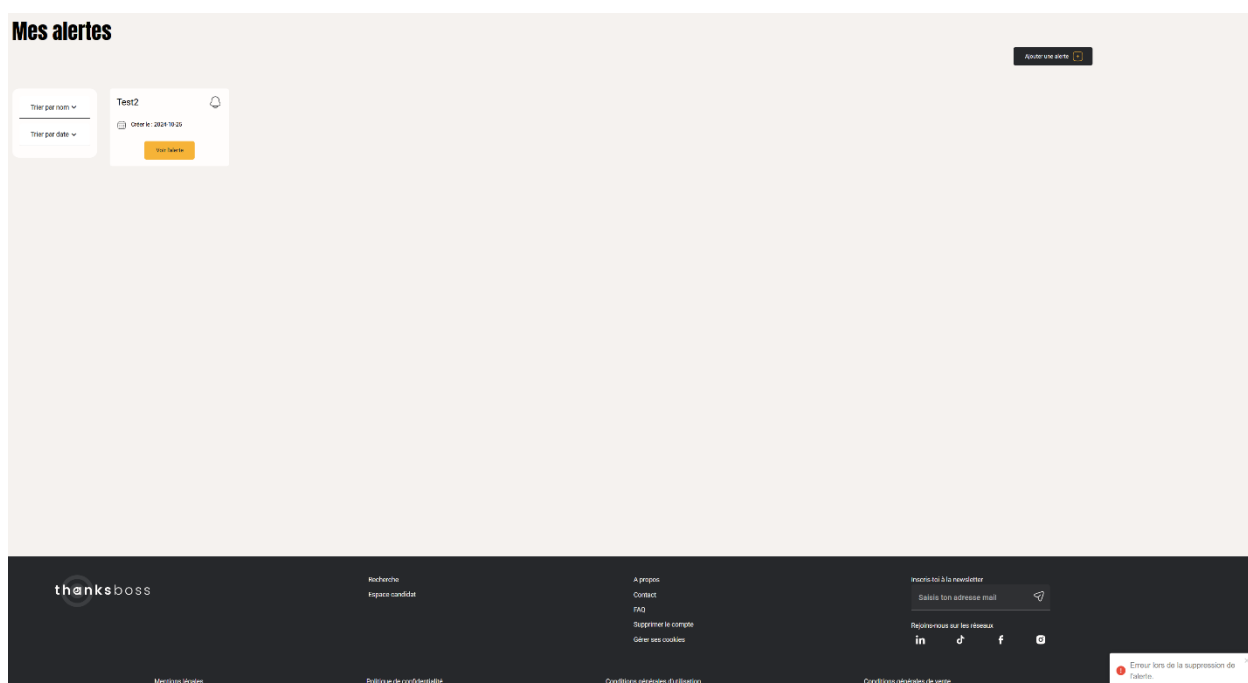 Mes alertes
Ajouter une alerte
Trier par nom
Trier par date
Test2
Créer le : 2024-10-25
Voir l'alerte
thanksboss
Recherche
Espace candidat
A propos
Contact
FAQ
Supprimer le compte
Gérer ses cookies
Inscris-toi à la newsletter
Saisis ton adresse mail
Rejoins-nous sur les réseaux
Mentions légales
Politique de confidentialité
Conditions générales d'utilisation
Conditions générales de vente
Erreur lors de la suppression de
l'alerte.